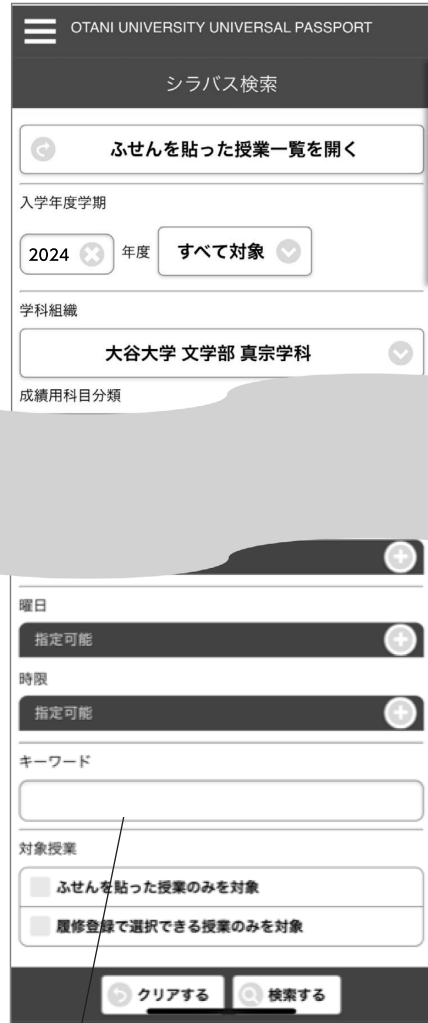 OTANI UNIVERSITY UNIVERSAL PASSPORT
シラバス検索
ふせんを貼った授業一覧を開く
入学年度学期
2024 年度 すべて対象
学科組織
大谷大学 文学部 真宗学科
成績用科目分類
曜日
指定可能
時限
指定可能
キーワード
対象授業
ふせんを貼った授業のみを対象
履修登録で選択できる授業のみを対象
クリアする 検索する